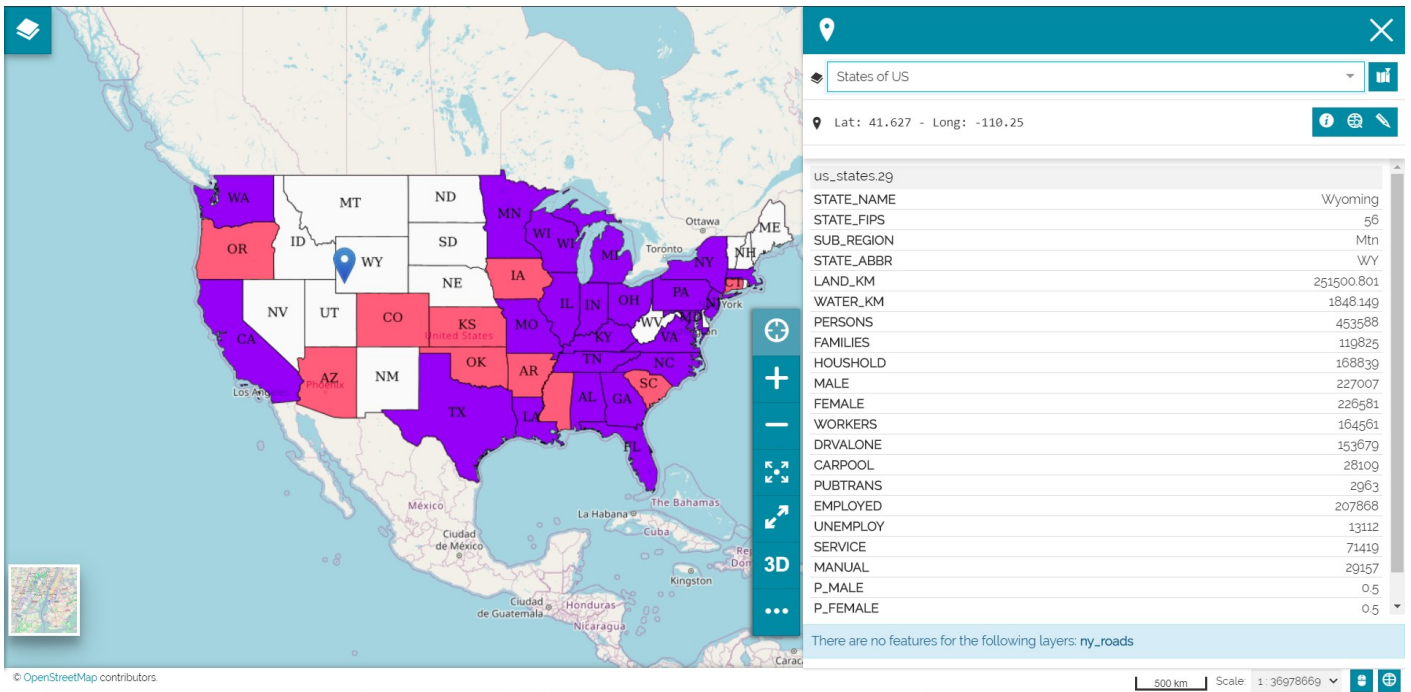 States of US
Lat: 41.627 - Long: -110.25
us_states.29
STATE_NAME Wyoming
STATE_FIPS 56
SUB_REGION Mtn
STATE_ABBR WY
LAND_KM 251500.801
WATER_KM 1848.149
PERSONS 453588
FAMILIES 119825
HOUSHOLD 168839
MALE 227007
FEMALE 226581
WORKERS 164561
DRVALONE 153679
CARPOOL 28109
PUBTRANS 2963
EMPLOYED 207868
UNEMPLOY 13112
SERVICE 71419
MANUAL 29157
P_MALE 0.5
P_FEMALE 0.5
There are no features for the following layers: ny_roads
WA
MT
ND
MN
Ottawa
ME
OR
ID
SD
WI
WI
MI
Toronto
NY
NH
WY
IA
NE
CT
NV
UT
CO
KS
United States
MO
IL
IN
OH
PA
NJ
York
WV
MD
CA
KY
VA
TN
NC
AZ
Phoenix
NM
OK
AR
SC
Los Angeles
TX
LA
AL
GA
FL
México
La Habana
The Bahamas
Cuba
Ciudad
de México
Kingston
Ciudad
de Guatemala
Honduras
Nicaragua
Carac
3D
© OpenStreetMap contributors.
500 km Scale: 1 : 36978669